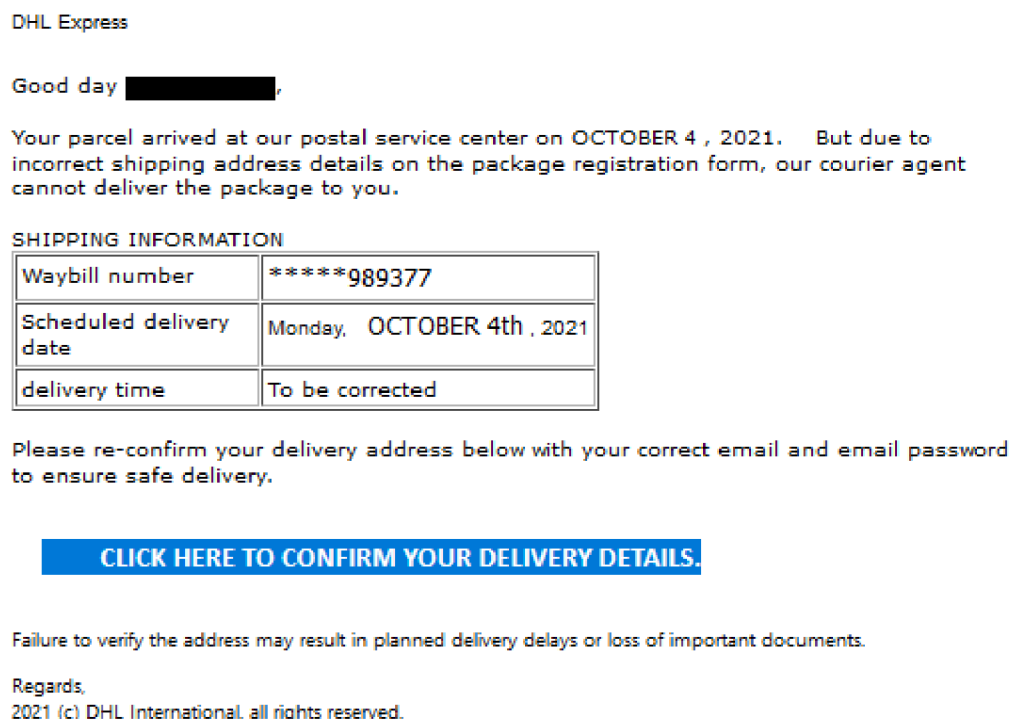 DHL Express
Good day ,
Your parcel arrived at our postal service center on OCTOBER 4 , 2021. But due to
incorrect shipping address details on the package registration form, our courier agent
cannot deliver the package to you.
SHIPPING INFORMATION
Waybill number *****989377
Scheduled delivery
date Monday, OCTOBER 4th , 2021
delivery time To be corrected
Please re-confirm your delivery address below with your correct email and email password
to ensure safe delivery.
CLICK HERE TO CONFIRM YOUR DELIVERY DETAILS.
Failure to verify the address may result in planned delivery delays or loss of important documents.
Regards,
2021 (c) DHL International, all rights reserved.